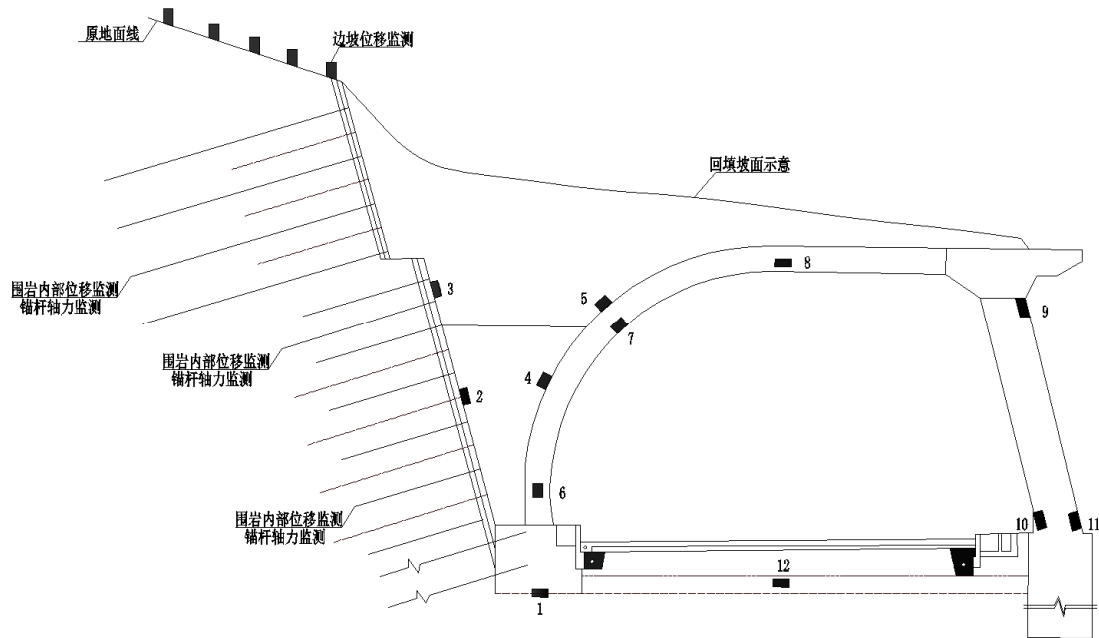 原地面线
边坡位移监测
回填坡面示意
围岩内部位移监测
锚杆轴力监测
3
5
8
7
9
围岩内部位移监测
锚杆轴力监测
4
2
6
围岩内部位移监测
锚杆轴力监测
10
11
12
1